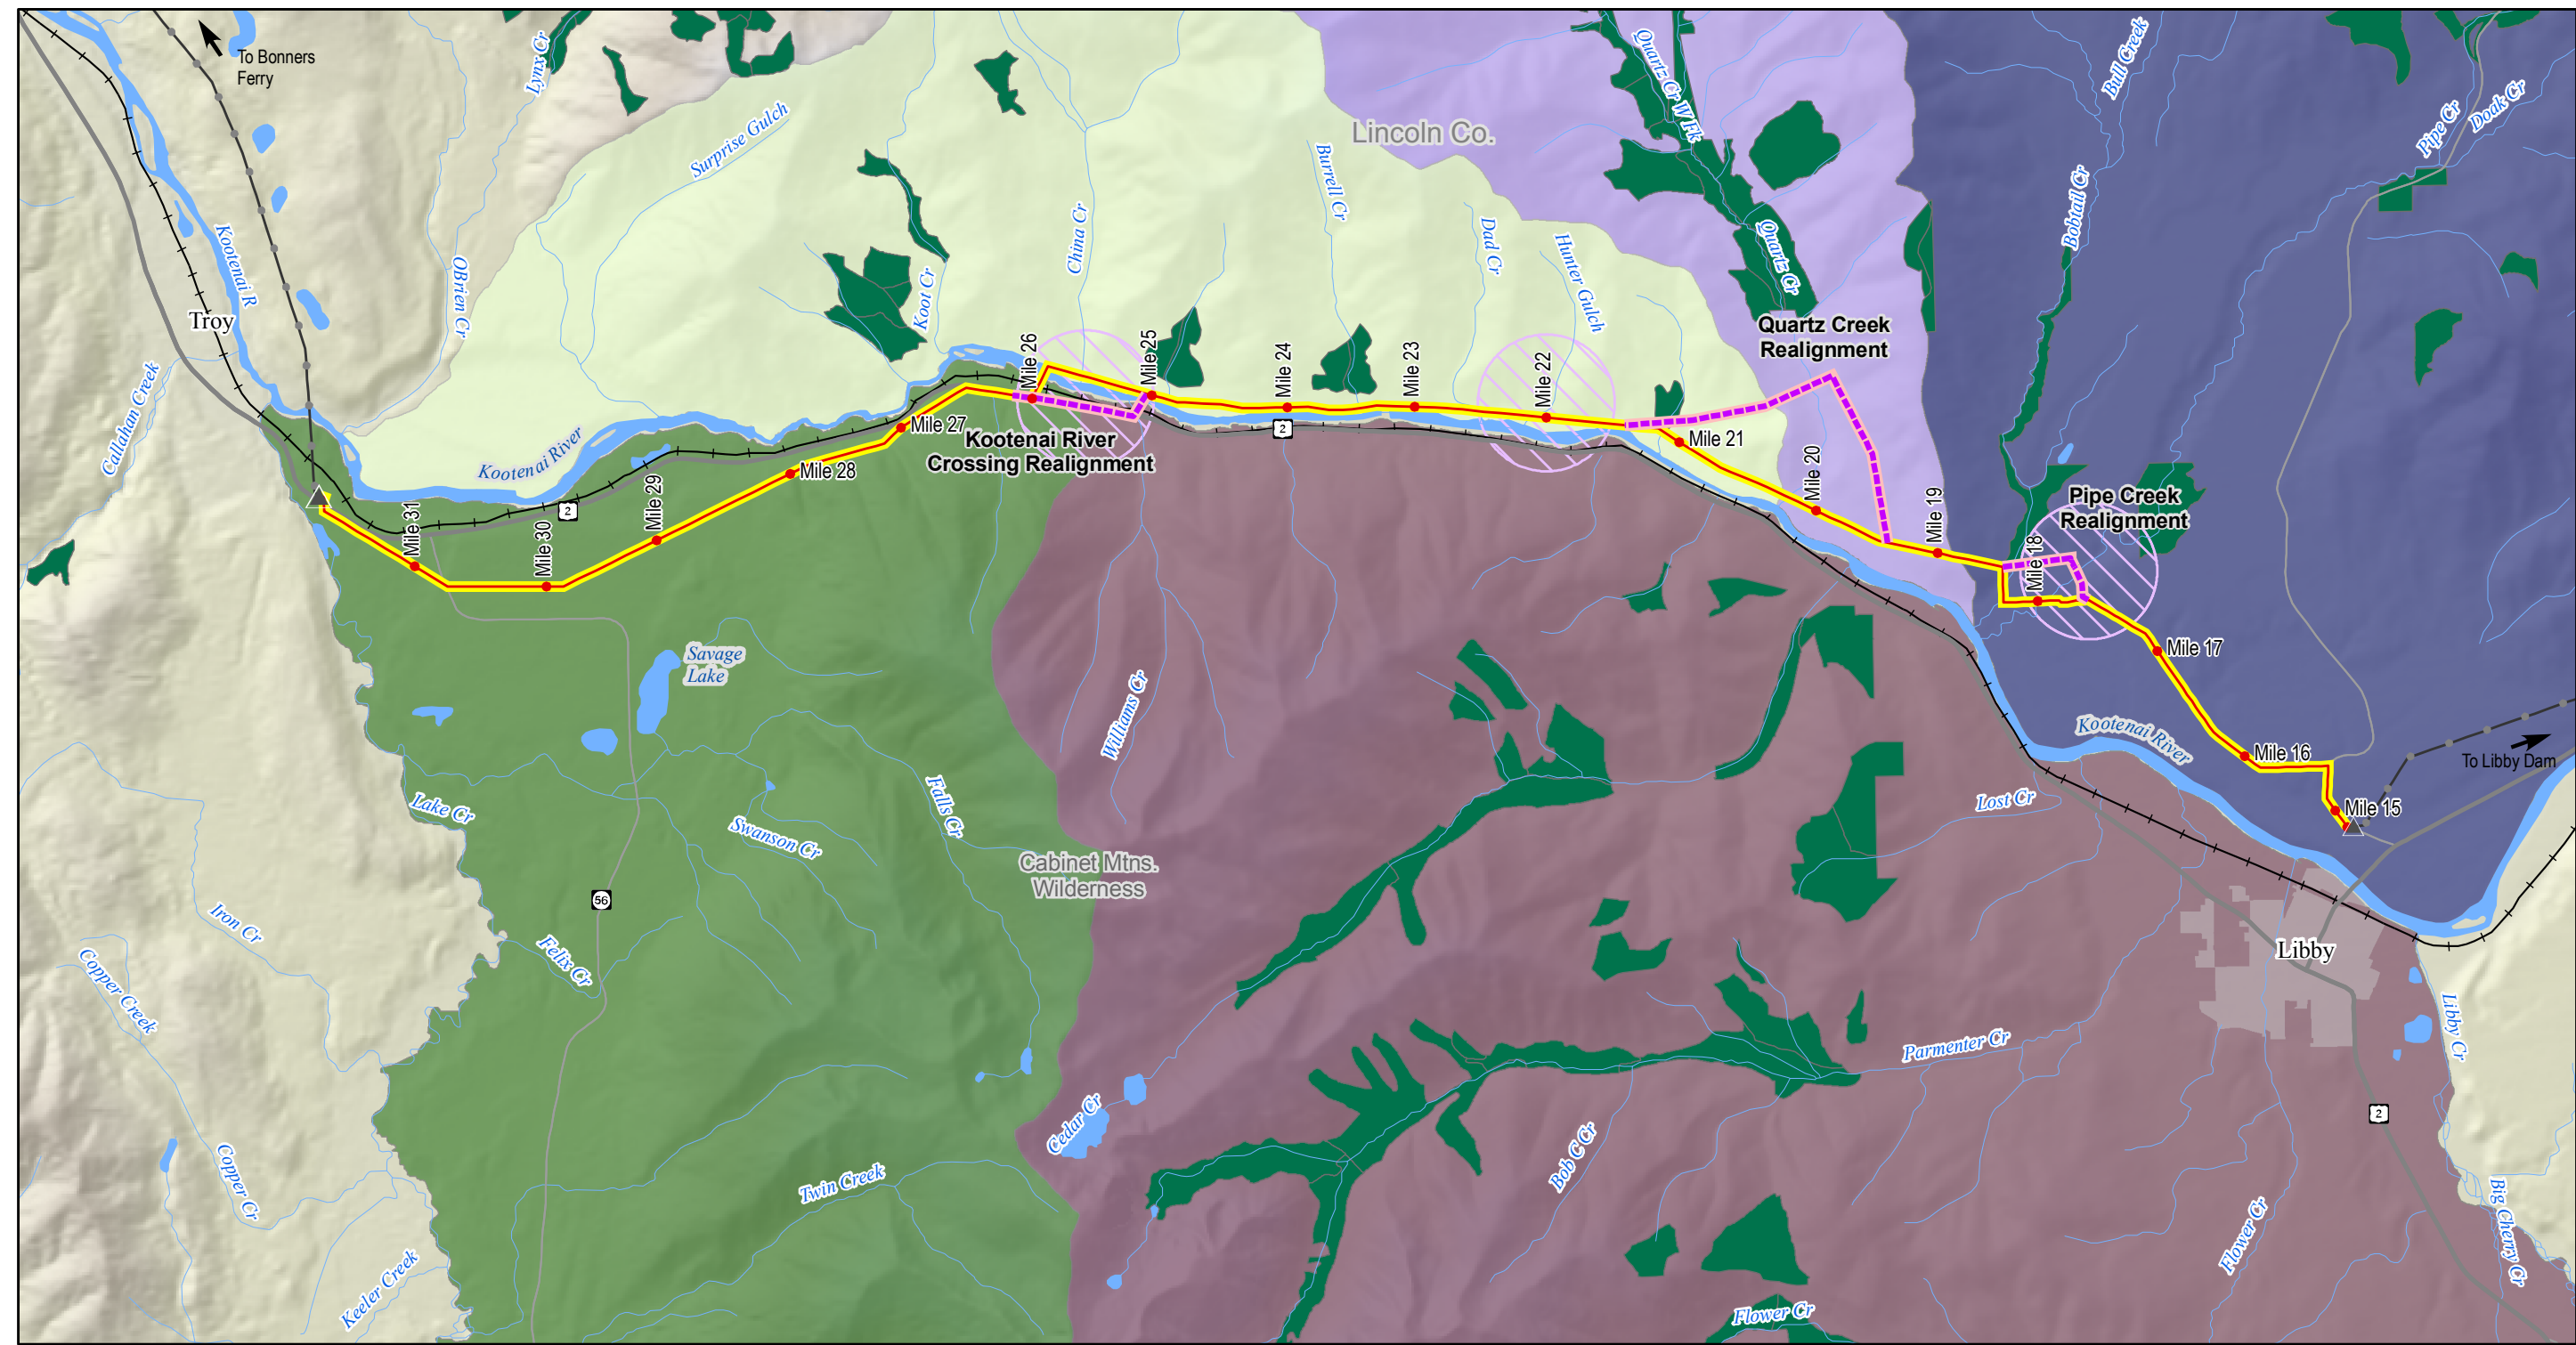 To Bonners
Ferry
Lynx Cr
Surprise Gulch
Lincoln Co.
Quartz Cr W Fk
Bull Creek
Pipe Cr
Doak Cr
Kootenai R
OBrien Cr
Koot Cr
China Cr
Burrell Cr
Dad Cr
Hunter Gulch
Quartz Cr
Bobtail Cr
Troy
Callahan Creek
Kootenai River
Mile 26
Mile 25
Mile 24
Mile 23
Mile 22
Quartz Creek
Realignment
Mile 27
Kootenai River
Crossing Realignment
2
Mile 21
Mile 28
Mile 20
Mile 19
Pipe Creek
Realignment
Mile 18
2
Mile 31
Mile 30
Mile 29
Mile 17
Savage
Lake
Williams Cr
Kootenai River
Mile 16
To Libby Dam
Mile 15
Lake Cr
Swanson Cr
Falls Cr
Lost Cr
Cabinet Mtns.
Wilderness
56
Iron Cr
Felix Cr
Copper Creek
Libby
Libby Cr
Parmenter Cr
Cedar Cr
2
Bob C Cr
Copper Cr
Twin Creek
Keeler Creek
Flower Cr
Big Cherry Cr
Flower Cr